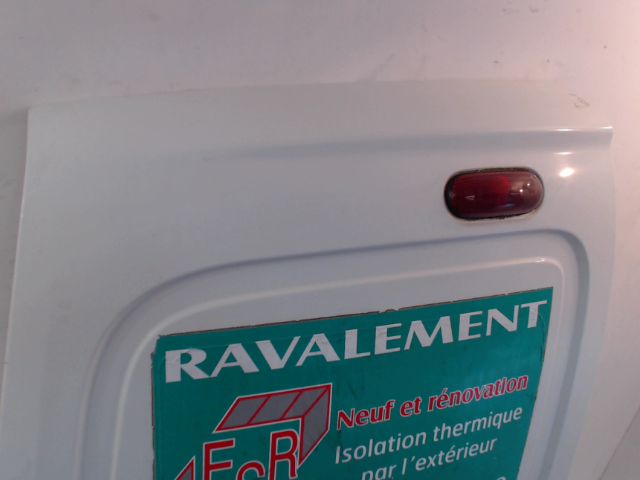 RAVALEMENT
Neuf et rénovation
Isolation thermique
par l'extérieur
ECR